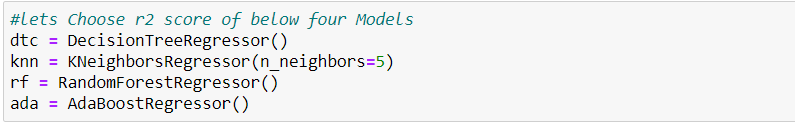 #lets Choose r2 score of below four Models
dtc = DecisionTreeRegressor()
knn = KNeighborsRegressor(n_neighbors=5)
rf = RandomForestRegressor()
ada = AdaBoostRegressor()